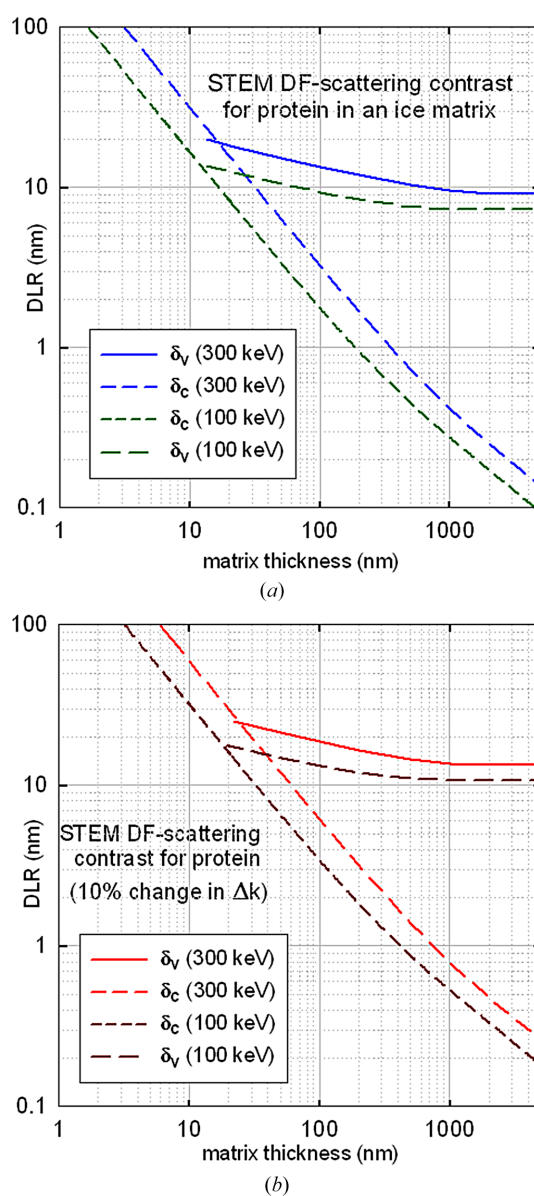 100
STEM DF-scattering contrast
for protein in an ice matrix
10
DLR (nm)
1
δV (300 keV)
δC (300 keV)
δC (100 keV)
δV (100 keV)
0.1
1 10 100 1000
matrix thickness (nm)
(a)
100
10
STEM DF-scattering
contrast for protein
(10% change in Δk)
DLR (nm)
1
δV (300 keV)
δC (300 keV)
δC (100 keV)
δV (100 keV)
0.1
1 10 100 1000
matrix thickness (nm)
(b)